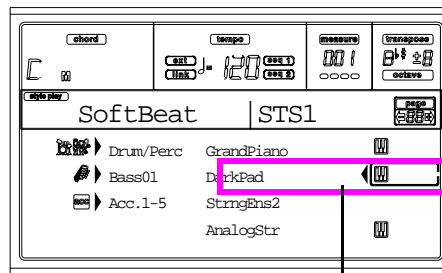 chord tempo measure transpose
C M ext link ♩= 120 seq 1 seq 2 001 octave
style play page
SoftBeat STS1
Drum/Perc GrandPiano M
Bass01 DarkPad M
acc Acc.1-5 StrngEns2
AnalogStr M